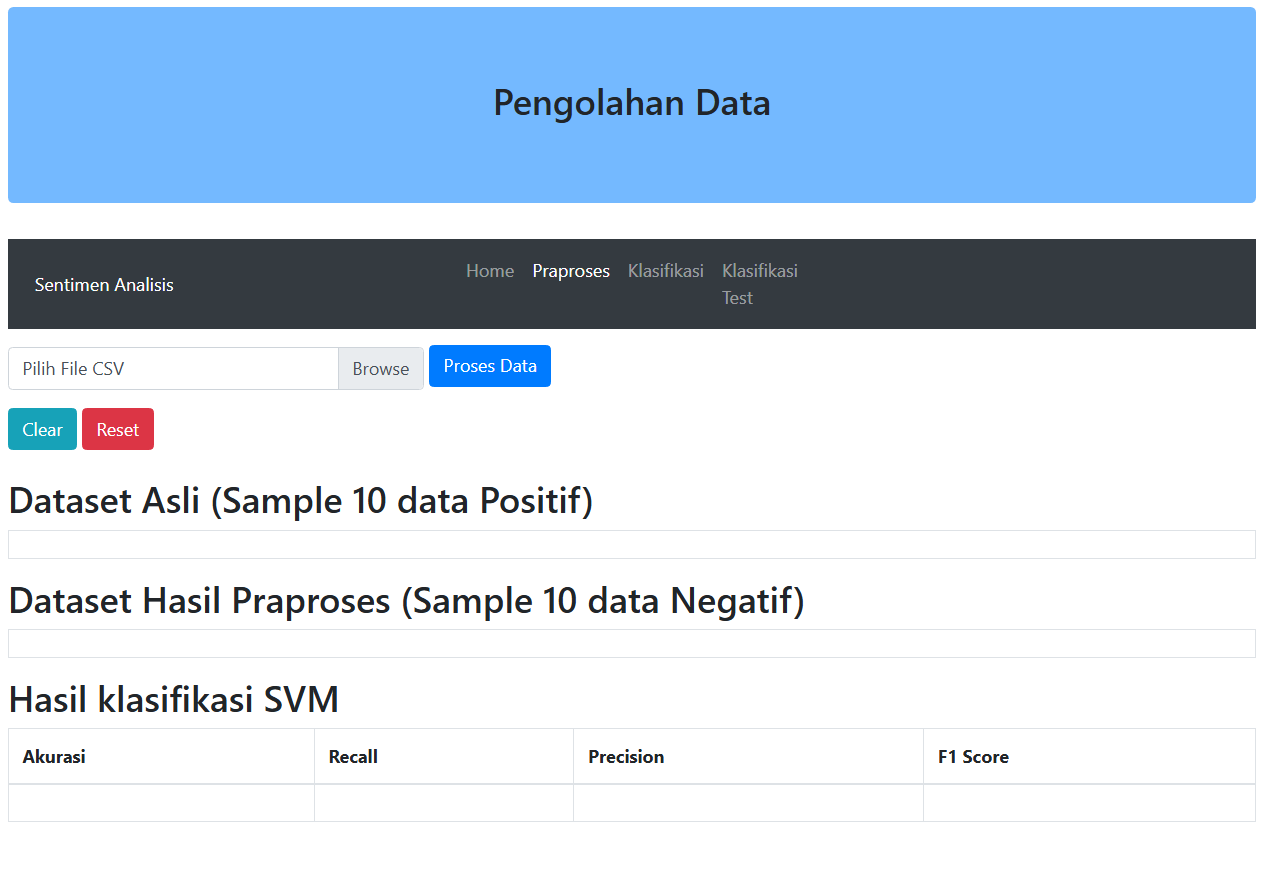 Pengolahan Data
Sentimen Analisis
Home Praproses Klasifikasi Klasifikasi
Test
Pilih File CSV Browse Proses Data
Clear Reset
Dataset Asli (Sample 10 data Positif)
Dataset Hasil Praproses (Sample 10 data Negatif)
Hasil klasifikasi SVM
Akurasi Recall Precision F1 Score